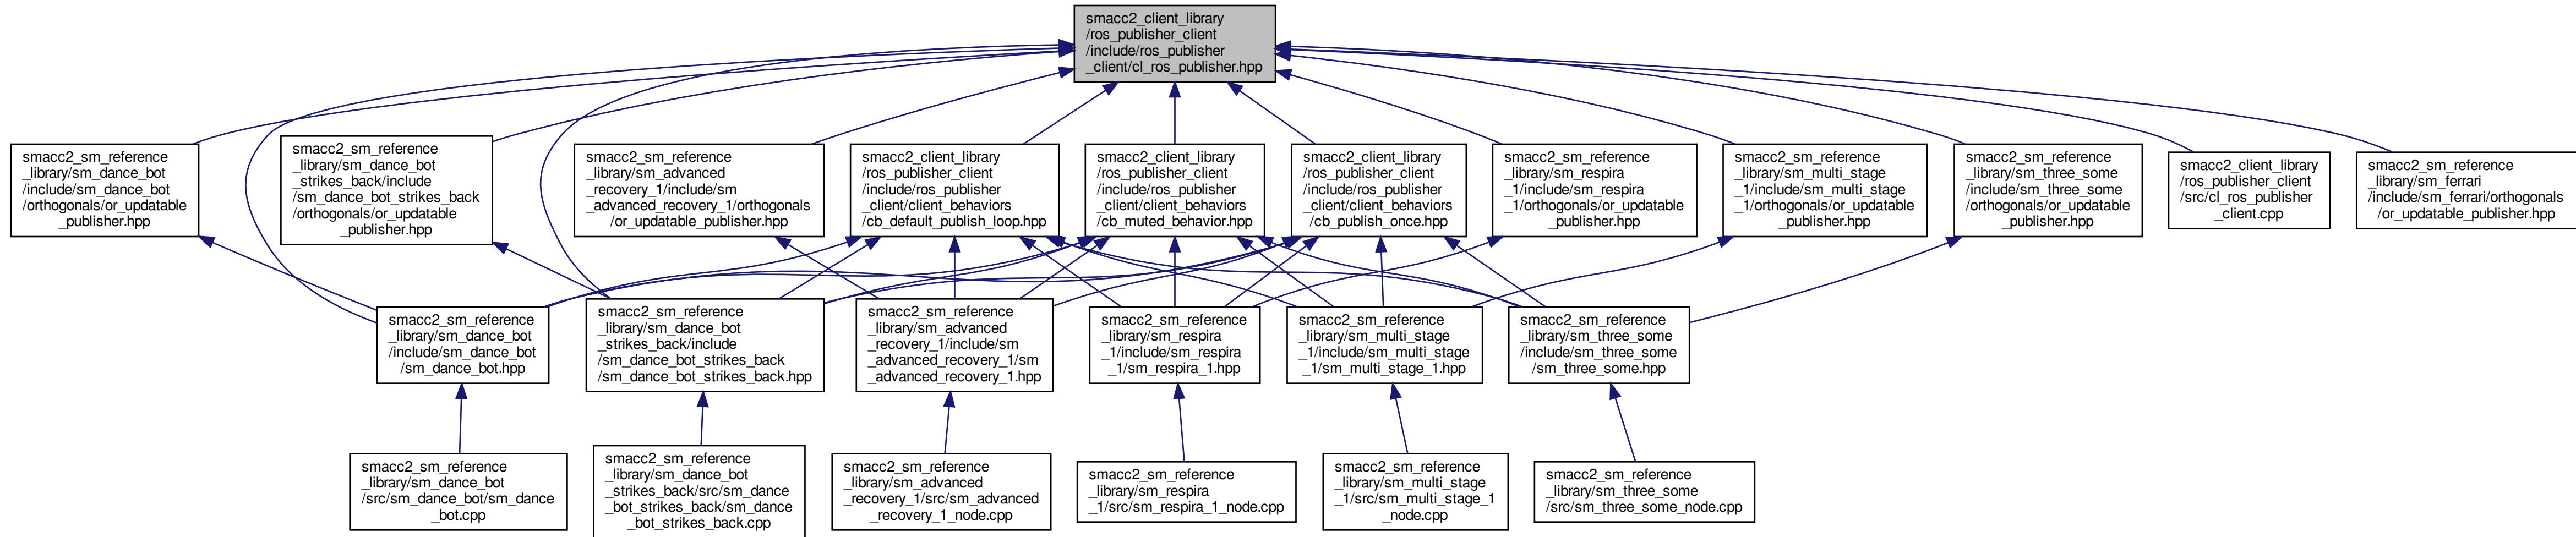 smacc2_client_library
/ros_publisher_client
/include/ros_publisher
_client/cl_ros_publisher.hpp
smacc2_sm_reference
_library/sm_dance_bot
/include/sm_dance_bot
/orthogonals/or_updatable
_publisher.hpp
smacc2_sm_reference
_library/sm_dance_bot
_strikes_back/include
/sm_dance_bot_strikes_back
/orthogonals/or_updatable
_publisher.hpp
smacc2_sm_reference
_library/sm_advanced
_recovery_1/include/sm
_advanced_recovery_1/orthogonals
/or_updatable_publisher.hpp
smacc2_client_library
/ros_publisher_client
/include/ros_publisher
_client/client_behaviors
/cb_default_publish_loop.hpp
smacc2_client_library
/ros_publisher_client
/include/ros_publisher
_client/client_behaviors
/cb_muted_behavior.hpp
smacc2_client_library
/ros_publisher_client
/include/ros_publisher
_client/client_behaviors
/cb_publish_once.hpp
smacc2_sm_reference
_library/sm_respira
_1/include/sm_respira
_1/orthogonals/or_updatable
_publisher.hpp
smacc2_sm_reference
_library/sm_multi_stage
_1/include/sm_multi_stage
_1/orthogonals/or_updatable
_publisher.hpp
smacc2_sm_reference
_library/sm_three_some
/include/sm_three_some
/orthogonals/or_updatable
_publisher.hpp
smacc2_client_library
/ros_publisher_client
/src/cl_ros_publisher
_client.cpp
smacc2_sm_reference
_library/sm_ferrari
/include/sm_ferrari/orthogonals
/or_updatable_publisher.hpp
smacc2_sm_reference
_library/sm_dance_bot
/include/sm_dance_bot
/sm_dance_bot.hpp
smacc2_sm_reference
_library/sm_dance_bot
_strikes_back/include
/sm_dance_bot_strikes_back
/sm_dance_bot_strikes_back.hpp
smacc2_sm_reference
_library/sm_advanced
_recovery_1/include/sm
_advanced_recovery_1/sm
_advanced_recovery_1.hpp
smacc2_sm_reference
_library/sm_respira
_1/include/sm_respira
_1/sm_respira_1.hpp
smacc2_sm_reference
_library/sm_multi_stage
_1/include/sm_multi_stage
_1/sm_multi_stage_1.hpp
smacc2_sm_reference
_library/sm_three_some
/include/sm_three_some
/sm_three_some.hpp
smacc2_sm_reference
_library/sm_dance_bot
/src/sm_dance_bot/sm_dance
_bot.cpp
smacc2_sm_reference
_library/sm_dance_bot
_strikes_back/src/sm_dance
_bot_strikes_back/sm_dance
_bot_strikes_back.cpp
smacc2_sm_reference
_library/sm_advanced
_recovery_1/src/sm_advanced
_recovery_1_node.cpp
smacc2_sm_reference
_library/sm_respira
_1/src/sm_respira_1_node.cpp
smacc2_sm_reference
_library/sm_multi_stage
_1/src/sm_multi_stage_1
_node.cpp
smacc2_sm_reference
_library/sm_three_some
/src/sm_three_some_node.cpp